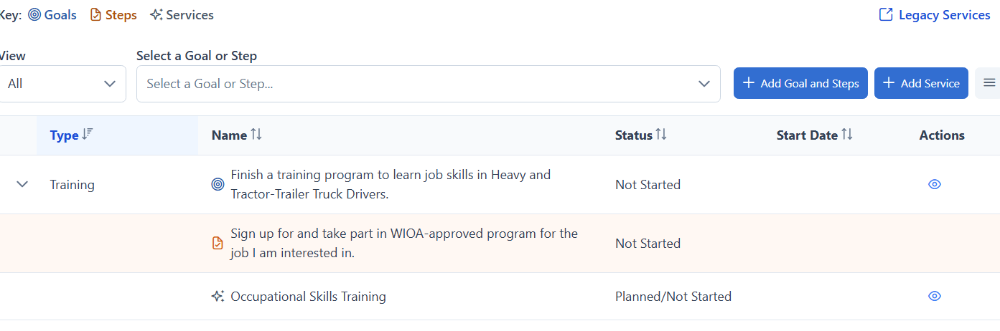 Key: Goals Steps Services Legacy Services
View Select a Goal or Step
All Select a Goal or Step... + Add Goal and Steps + Add Service
Type Name Status Start Date Actions
Training Finish a training program to learn job skills in Heavy and
Tractor-Trailer Truck Drivers. Not Started
Sign up for and take part in WIOA-approved program for the
job I am interested in. Not Started
Occupational Skills Training Planned/Not Started